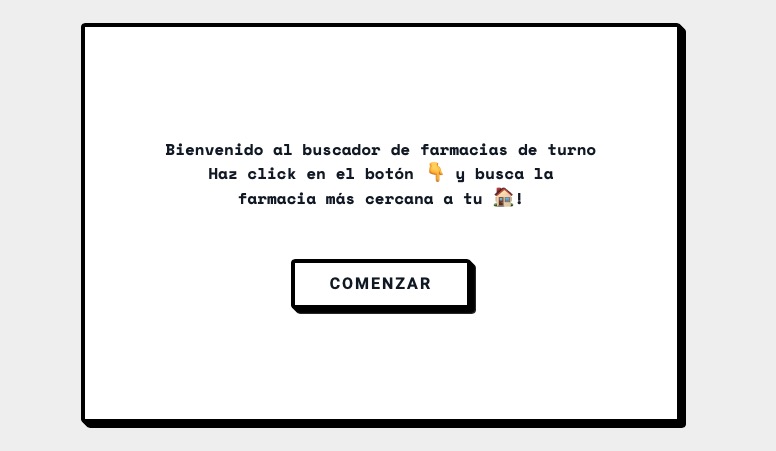 Bienvenido al buscador de farmacias de turno
Haz click en el botón 👇 y busca la
farmacia más cercana a tu 🏠!
COMENZAR